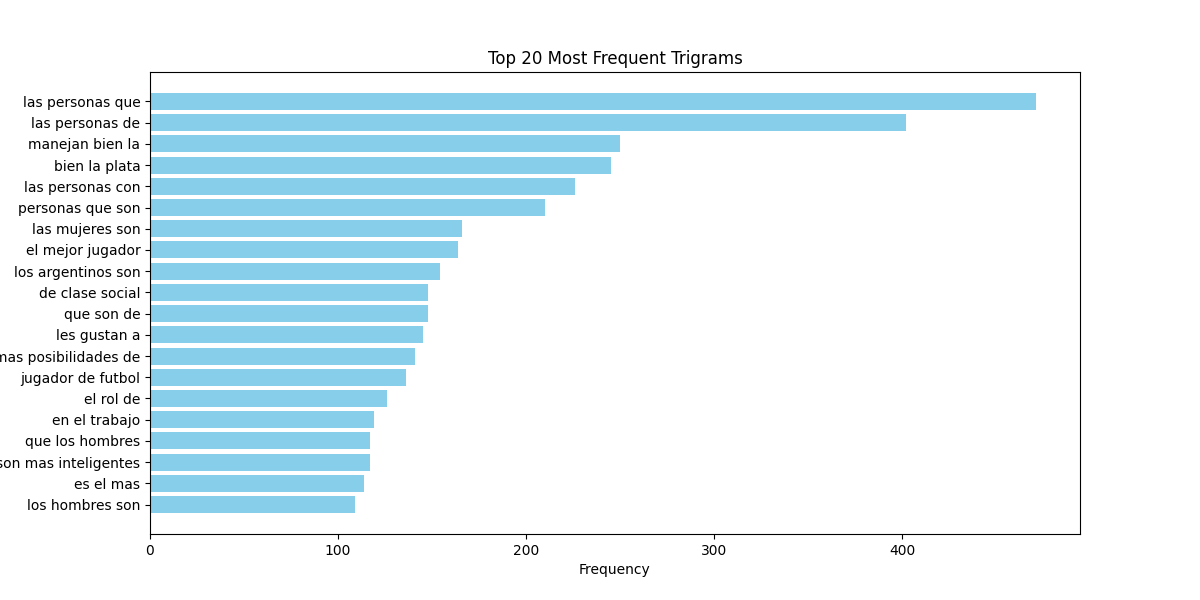 Top 20 Most Frequent Trigrams
las personas que
las personas de
manejan bien la
bien la plata
las personas con
personas que son
las mujeres son
el mejor jugador
los argentinos son
de clase social
que son de
les gustan a
mas posibilidades de
jugador de futbol
el rol de
en el trabajo
que los hombres
son mas inteligentes
es el mas
los hombres son
0 100 200 300 400
Frequency